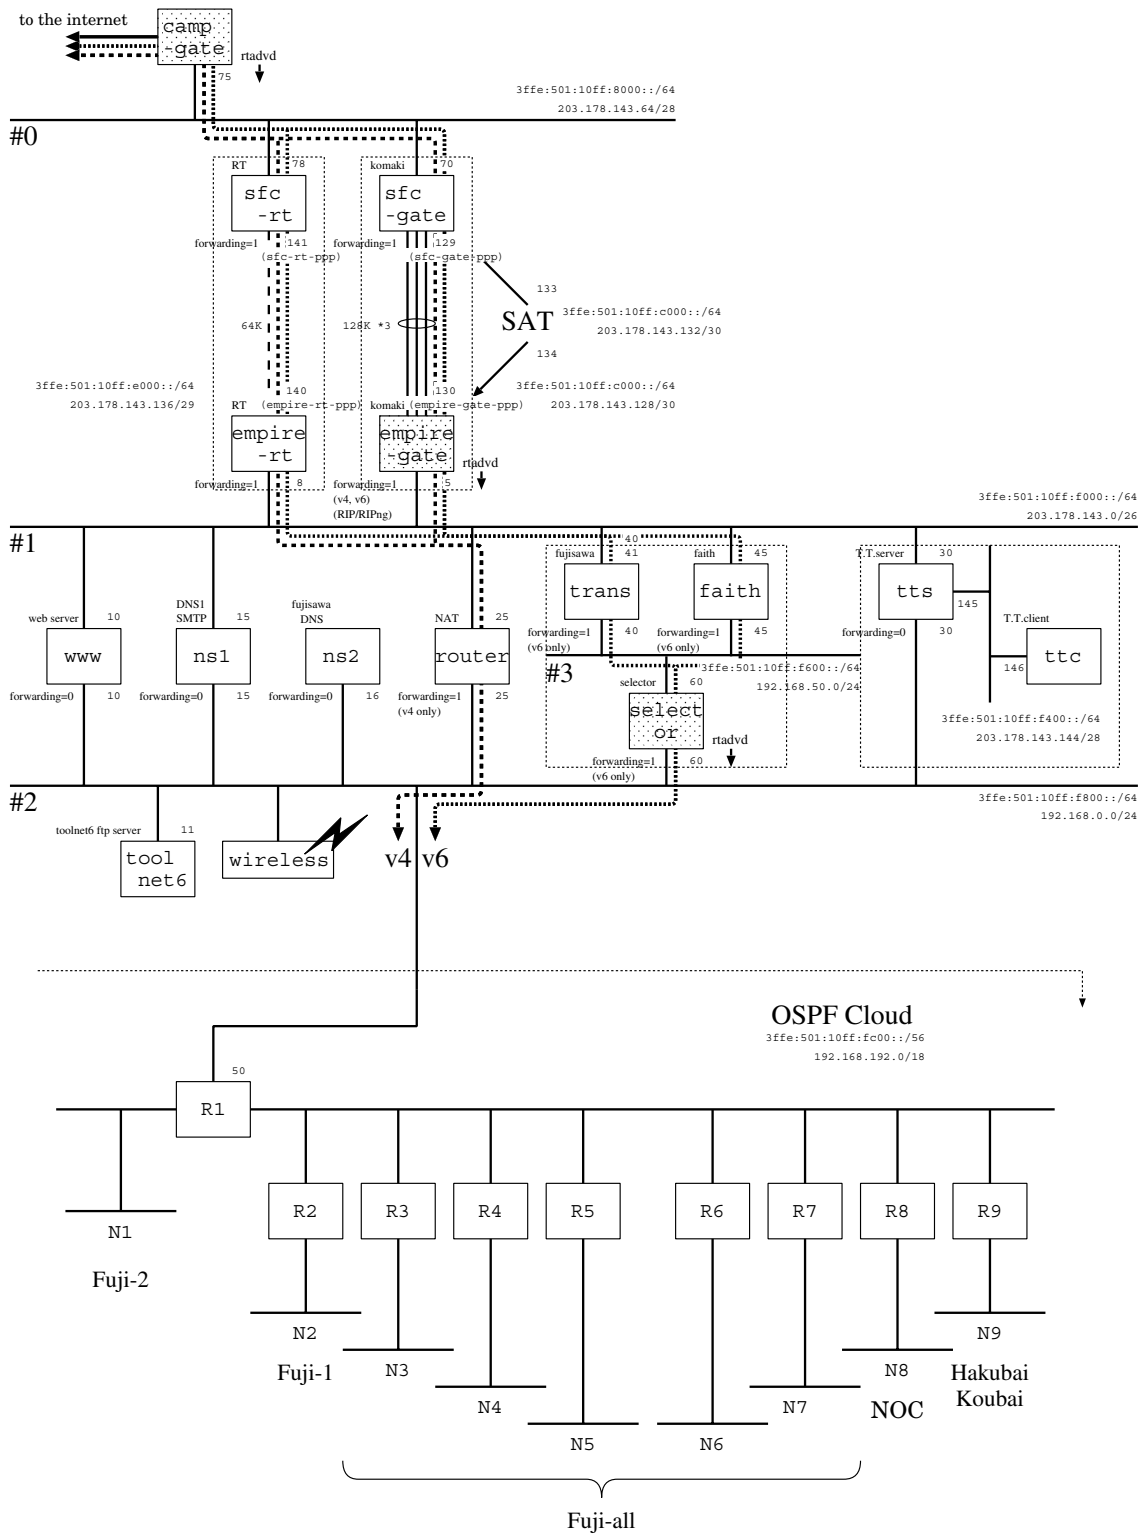 to the internet
camp
-gate
rtadvd
75
3ffe:501:10ff:8000::/64
203.178.143.64/28
#0
RT
78
komaki
70
sfc
-rt
sfc
-gate
forwarding=1
141
forwarding=1
129
(sfc-rt-ppp)
(sfc-gate-ppp)
133
SAT
3ffe:501:10ff:c000::/64
203.178.143.132/30
64K
128K *3
134
3ffe:501:10ff:e000::/64
203.178.143.136/29
140
130
3ffe:501:10ff:c000::/64
203.178.143.128/30
RT
(empire-rt-ppp)
komaki
(empire-gate-ppp)
empire
-rt
empire
-gate
rtadvd
forwarding=1
8
forwarding=1
5
(v4, v6)
(RIP/RIPng)
3ffe:501:10ff:f000::/64
203.178.143.0/26
#1
40
fujisawa
41
faith
45
T.T.server
30
trans
faith
tts
145
web server
10
DNS1
SMTP
15
fujisawa
DNS
NAT
25
forwarding=1
(v6 only)
40
forwarding=1
(v6 only)
45
forwarding=0
30
T.T.client
www
ns1
ns2
router
ttc
146
#3
3ffe:501:10ff:f600::/64
192.168.50.0/24
forwarding=0
10
forwarding=0
15
forwarding=0
16
forwarding=1
(v4 only)
25
selector
60
select
or
rtadvd
3ffe:501:10ff:f400::/64
203.178.143.144/28
forwarding=1
(v6 only)
60
#2
3ffe:501:10ff:f800::/64
192.168.0.0/24
toolnet6 ftp server
11
tool
net6
wireless
v4
v6
OSPF Cloud
3ffe:501:10ff:fc00::/56
192.168.192.0/18
50
R1
R2
R3
R4
R5
R6
R7
R8
R9
N1
Fuji-2
N2
Fuji-1
N3
N4
N5
N6
N7
N8
NOC
N9
Hakubai
Koubai
Fuji-all